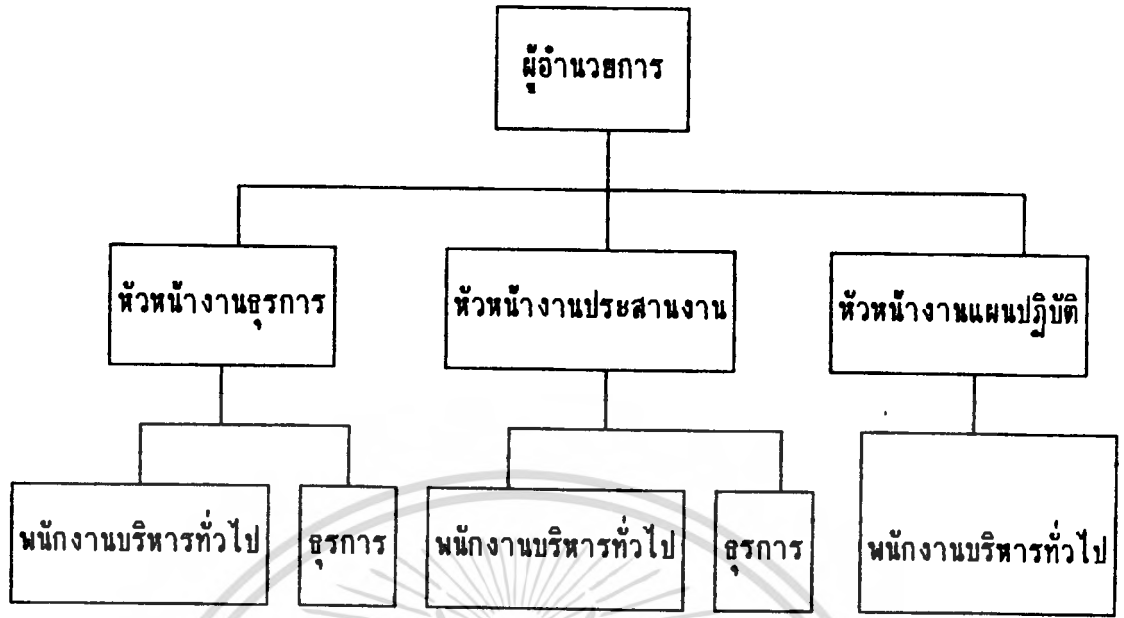 ผู้อำนวยการ
หัวหน้างานธุรการ
หัวหน้างานประสานงาน
หัวหน้างานแผนปฏิบัติ
พนักงานบริหารทั่วไป
ธุรการ
พนักงานบริหารทั่วไป
ธุรการ
พนักงานบริหารทั่วไป